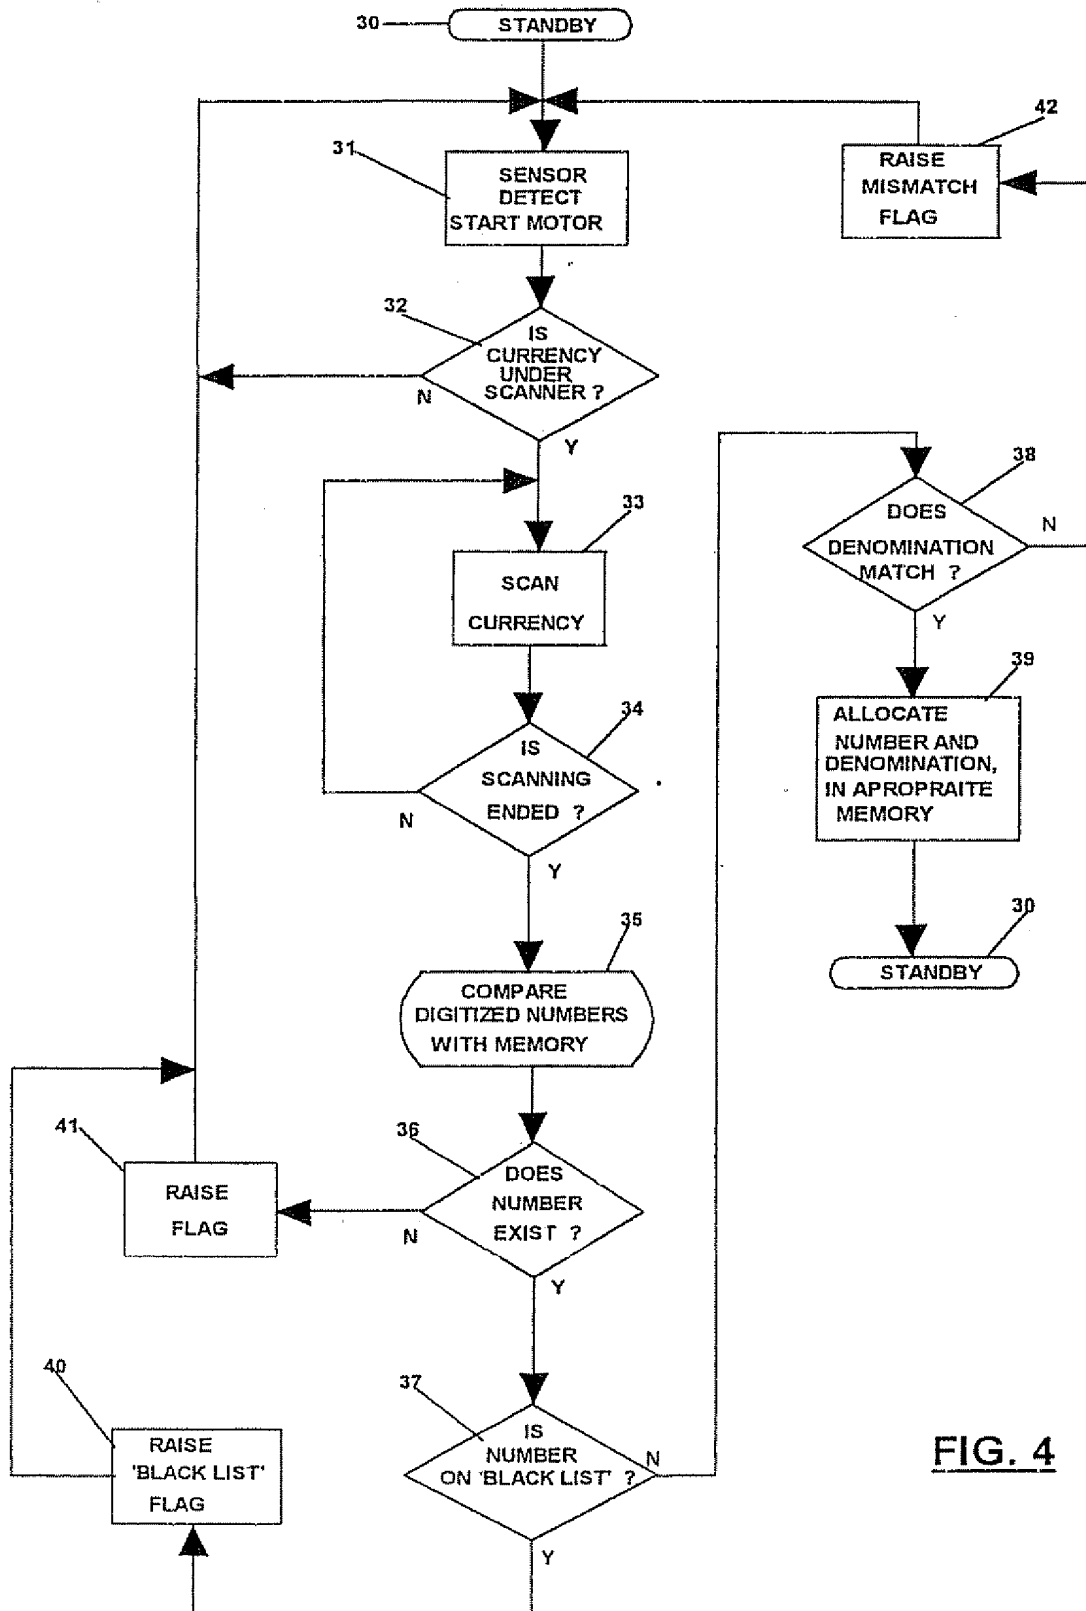 30
STANDBY
42
31
RAISE
MISMATCH
FLAG
SENSOR
DETECT
START MOTOR
32
IS
CURRENCY
UNDER
SCANNER ?
N
Y
38
DOES
DENOMINATION
MATCH ?
N
Y
33
SCAN
CURRENCY
39
ALLOCATE
NUMBER AND
DENOMINATION,
IN APROPRAITE
MEMORY
34
IS
SCANNING
ENDED ?
N
Y
35
COMPARE
DIGITIZED NUMBERS
WITH MEMORY
30
STANDBY
41
RAISE
FLAG
36
DOES
NUMBER
EXIST ?
N
Y
40
RAISE
'BLACK LIST'
FLAG
37
IS
NUMBER
ON 'BLACK LIST' ?
N
Y
FIG. 4